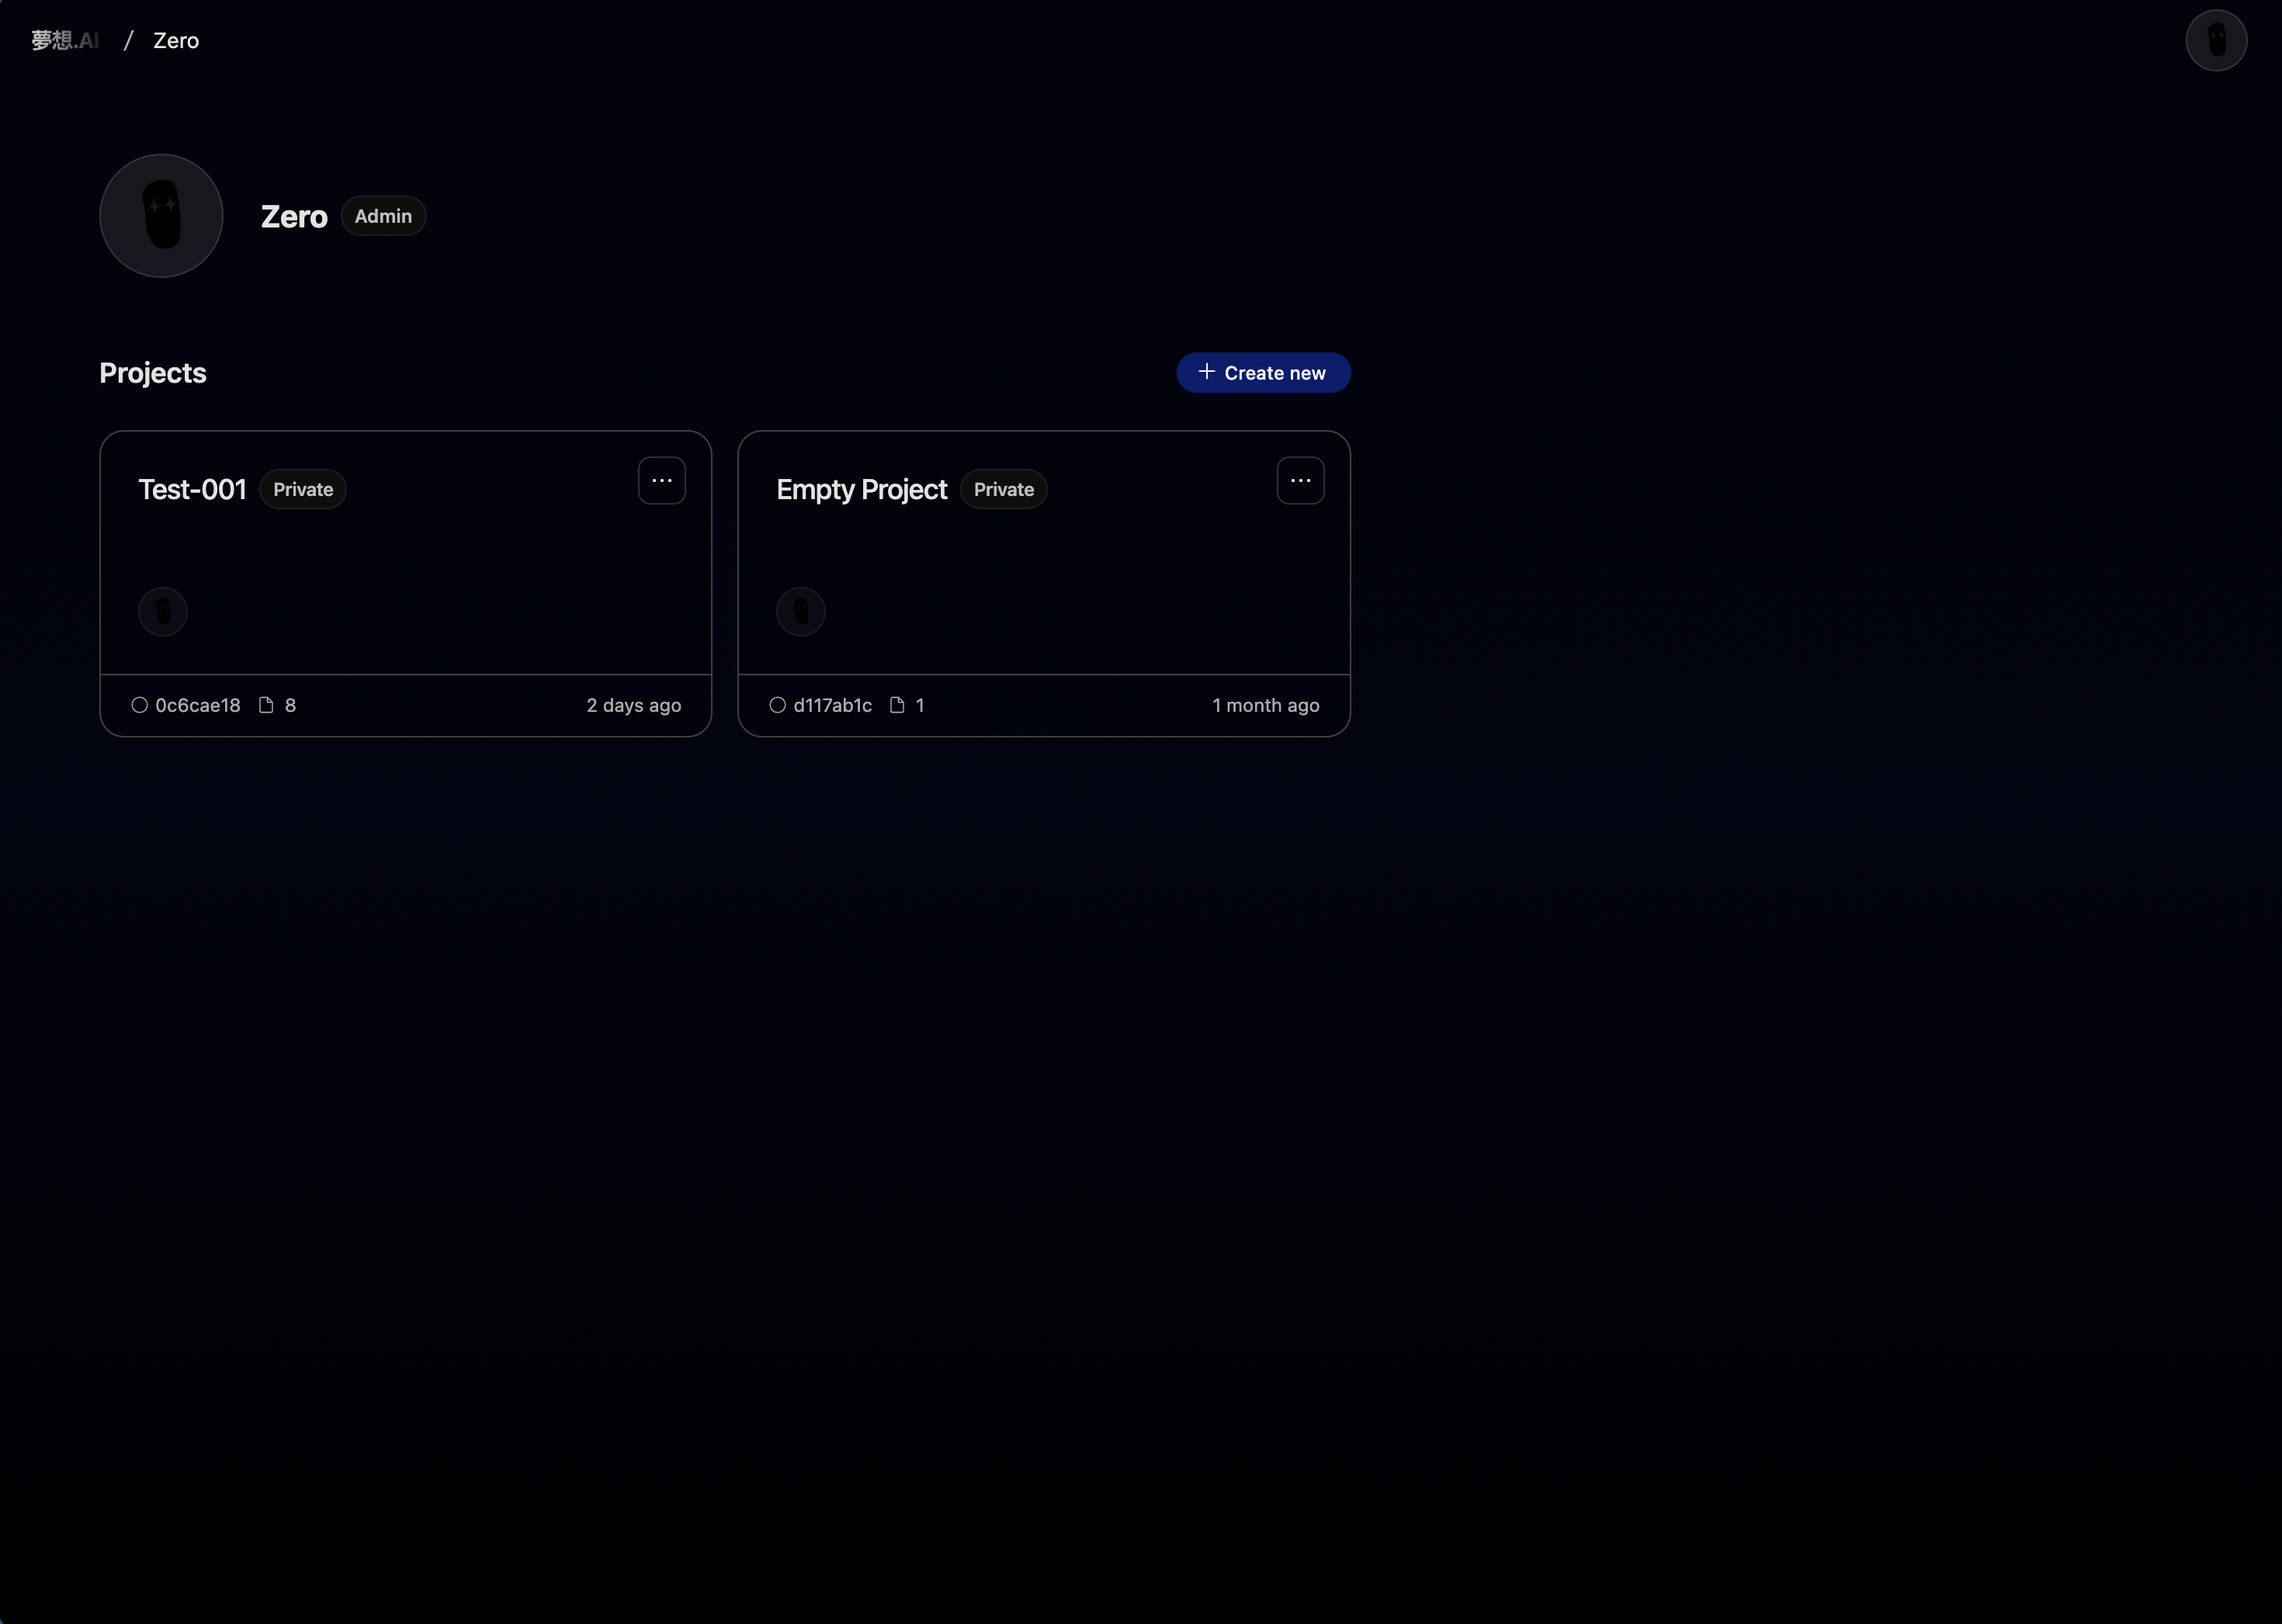 夢想.AI / Zero
Zero Admin
Projects
Create new
Test-001 Private
0c6cae18 8 2 days ago
Empty Project Private
d117ab1c 1 1 month ago